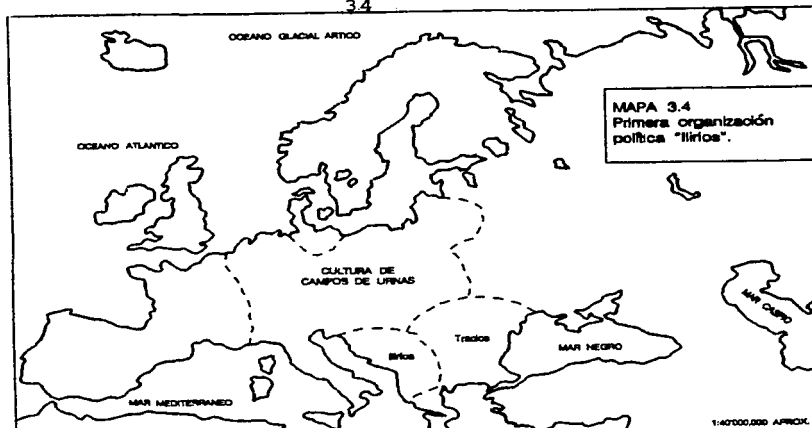 3.4
OCEANO GLACIAL ARTICO
MAPA 3.4
Primera organización
política "Ilirios".
OCEANO ATLANTICO
CULTURA DE
CAMPOS DE URNAS
MAR CASPIO
Tracios
Ilirios
MAR NEGRO
MAR MEDITERRANEO
1:40'000,000 APROX.